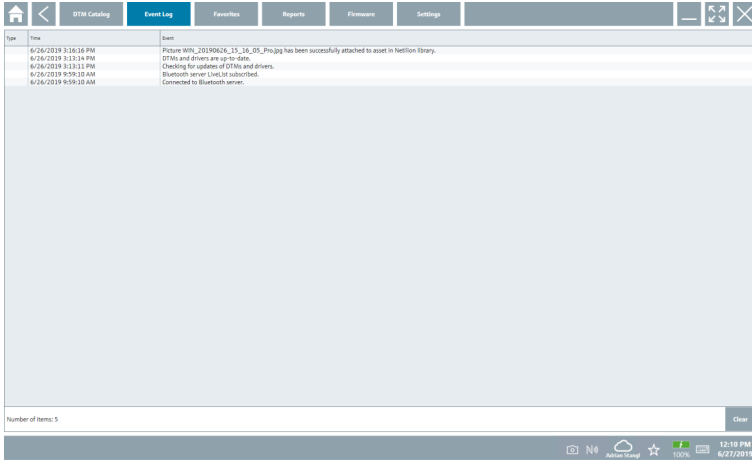 DTM Catalog Event Log Favorites Reports Firmware Settings
Type Time Event
6/26/2019 3:16:16 PM Picture WIN_20190626_15_16_05_Pro.jpg has been successfully attached to asset in Netilion library.
6/26/2019 3:13:14 PM DTMs and drivers are up-to-date.
6/26/2019 3:13:11 PM Checking for updates of DTMs and drivers.
6/26/2019 9:59:10 AM Bluetooth server LiveList subscribed.
6/26/2019 9:59:10 AM Connected to Bluetooth server.
Number of items: 5 Clear
Adrian Stangl 100% 12:10 PM
6/27/2019